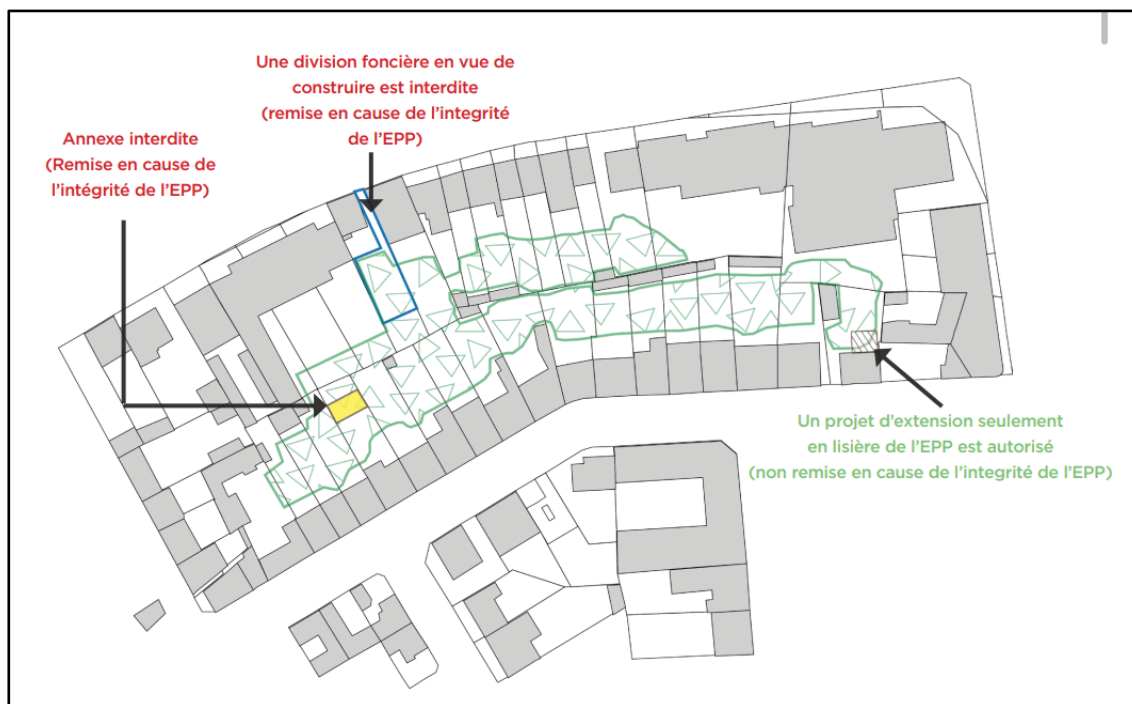 Une division foncière en vue de
construire est interdite
(remise en cause de l'integrité
de l'EPP)
Annexe interdite
(Remise en cause de
l'intégrité de l'EPP)
Un projet d'extension seulement
en lisière de l'EPP est autorisé
(non remise en cause de l'integrité de l'EPP)